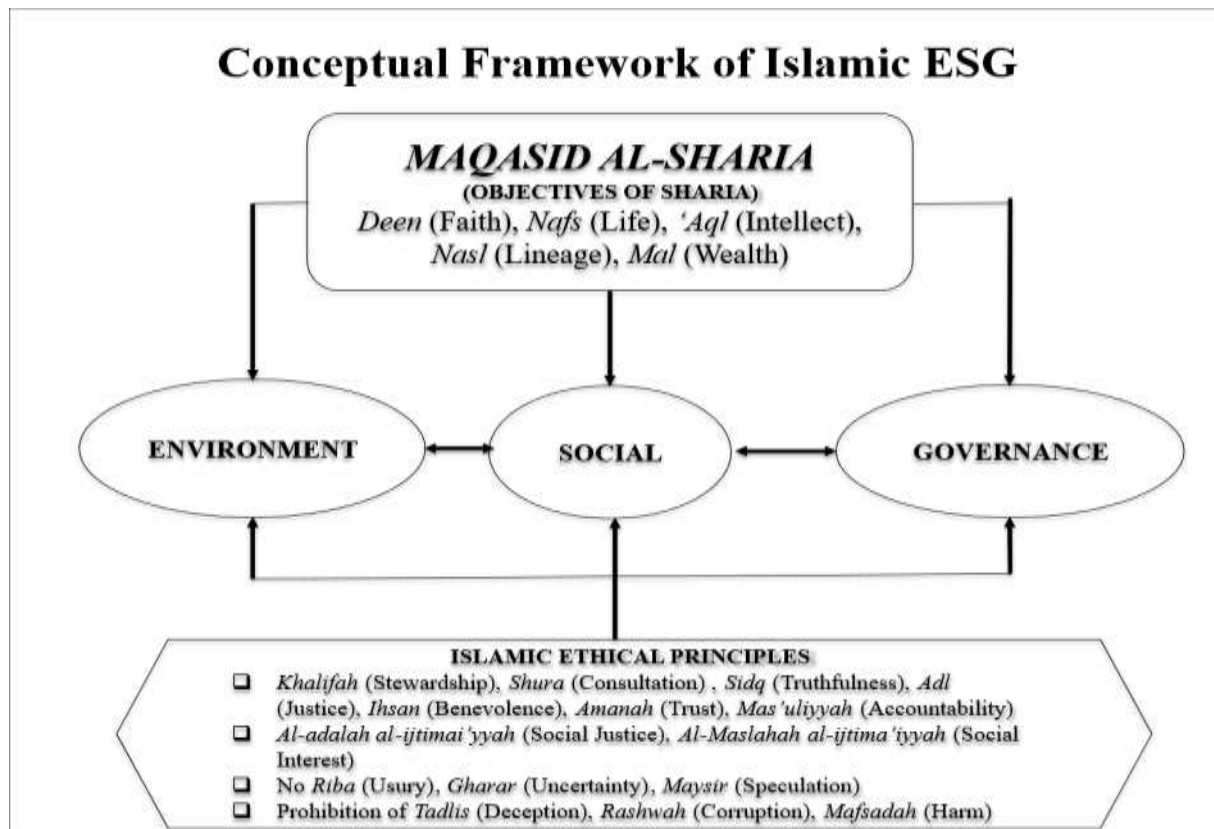 Conceptual Framework of Islamic ESG
MAQASID AL-SHARIA
(OBJECTIVES OF SHARIA)
Deen (Faith), Nafs (Life), 'Aql (Intellect),
Nasl (Lineage), Mal (Wealth)
ENVIRONMENT
SOCIAL
GOVERNANCE
ISLAMIC ETHICAL PRINCIPLES
Khalifah (Stewardship), Shura (Consultation) , Sidq (Truthfulness), Adl
(Justice), Ihsan (Benevolence), Amanah (Trust), Mas'uliyyah (Accountability)
Al-adalah al-ijtimai'yyah (Social Justice), Al-Maslahah al-ijtima'iyyah (Social
Interest)
No Riba (Usury), Gharar (Uncertainty), Maysir (Speculation)
Prohibition of Tadlis (Deception), Rashwah (Corruption), Mafsadah (Harm)